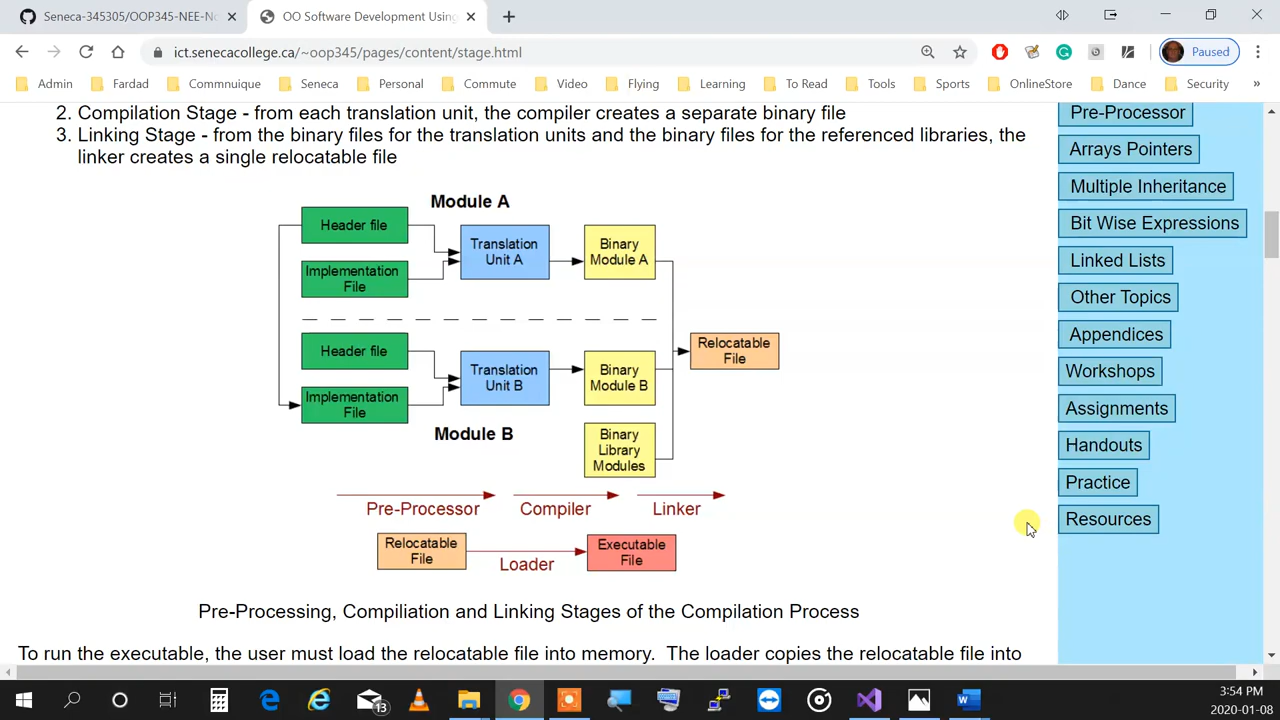 Seneca-345305/OOP345-NEE-No
OO Software Development Using
ict.senecacollege.ca/~oop345/pages/content/stage.html
Paused
Admin
Fardad
Commnuique
Seneca
Personal
Commute
Video
Flying
Learning
To Read
Tools
Sports
OnlineStore
Dance
Security
»
2. Compilation Stage - from each translation unit, the compiler creates a separate binary file
3. Linking Stage - from the binary files for the translation units and the binary files for the referenced libraries, the
linker creates a single relocatable file
Module A
Header file
Implementation
File
Translation
Unit A
Binary
Module A
Header file
Implementation
File
Translation
Unit B
Binary
Module B
Relocatable
File
Module B
Binary
Library
Modules
Pre-Processor
Compiler
Linker
Relocatable
File
Loader
Executable
File
Pre-Processing, Compiliation and Linking Stages of the Compilation Process
To run the executable, the user must load the relocatable file into memory. The loader copies the relocatable file into
Pre-Processor
Arrays Pointers
Multiple Inheritance
Bit Wise Expressions
Linked Lists
Other Topics
Appendices
Workshops
Assignments
Handouts
Practice
Resources
13
3:54 PM
2020-01-08